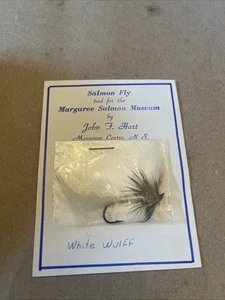 Salmon Fly
tied for the
Margaree Salmon Museum
by
John F. Hart
Margaree Centre, N. S.
White Wulff